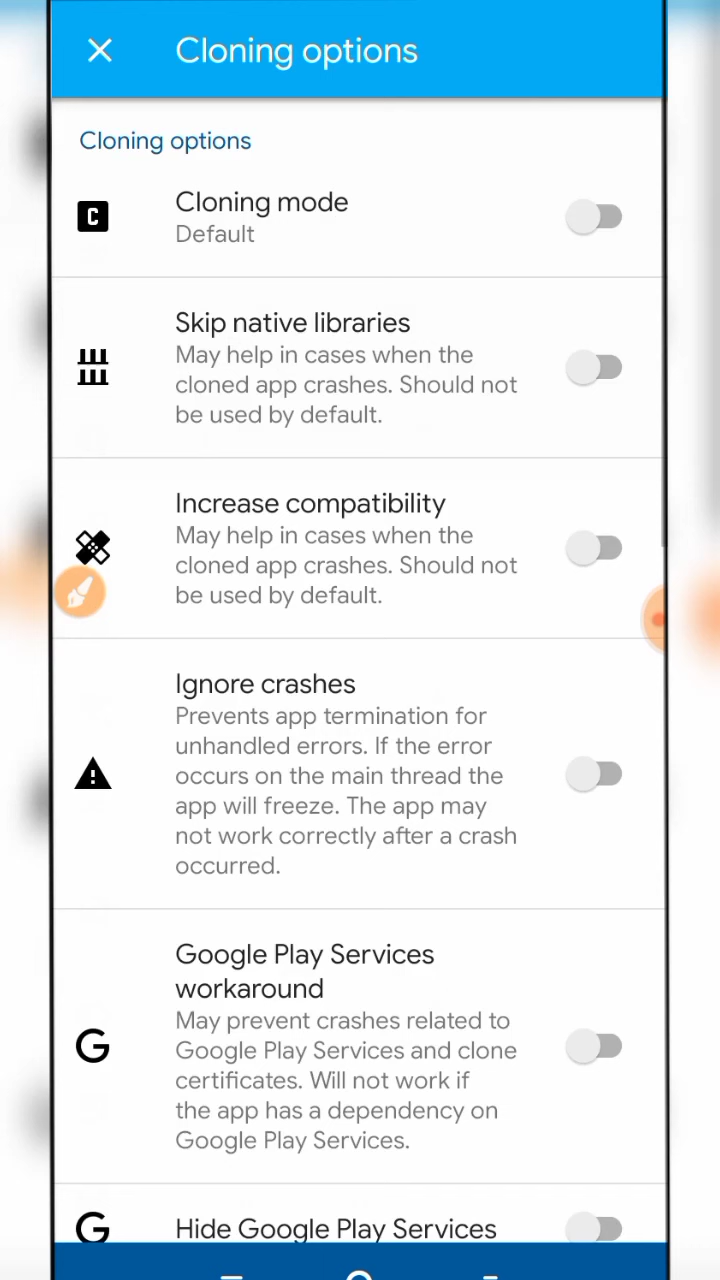 Cloning options
Cloning options
Cloning mode
Default
Skip native libraries
May help in cases when the
cloned app crashes. Should not
be used by default.
Increase compatibility
May help in cases when the
cloned app crashes. Should not
be used by default.
Ignore crashes
Prevents app termination for
unhandled errors. If the error
occurs on the main thread the
app will freeze. The app may
not work correctly after a crash
occurred.
Google Play Services
workaround
May prevent crashes related to
Google Play Services and clone
certificates. Will not work if
the app has a dependency on
Google Play Services.
Hide Google Play Services